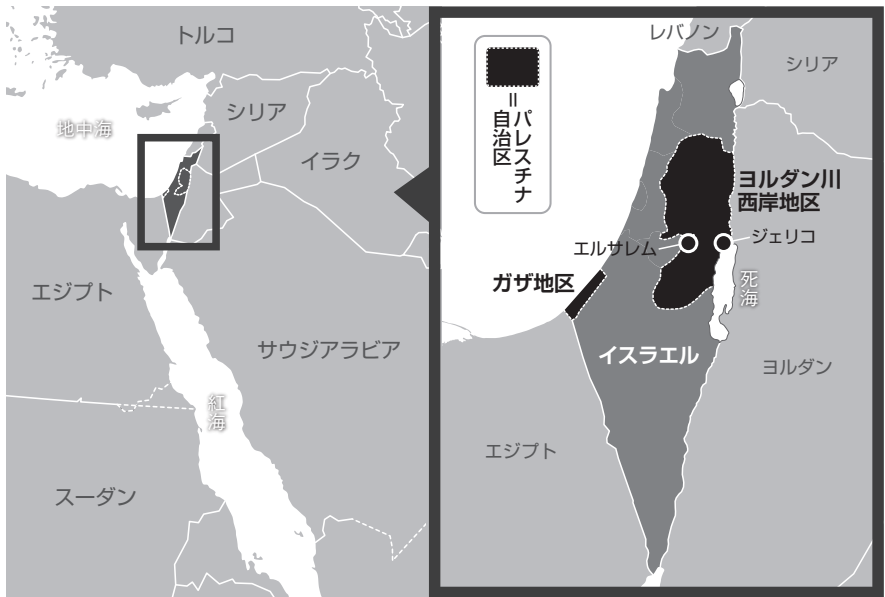 トルコ
地中海
シリア
イラク
エジプト
サウジアラビア
紅海
スーダン
レバノン
シリア
＝パレスチナ
自治区
ヨルダン川
西岸地区
エルサレム
ジェリコ
ガザ地区
死海
イスラエル
ヨルダン
エジプト